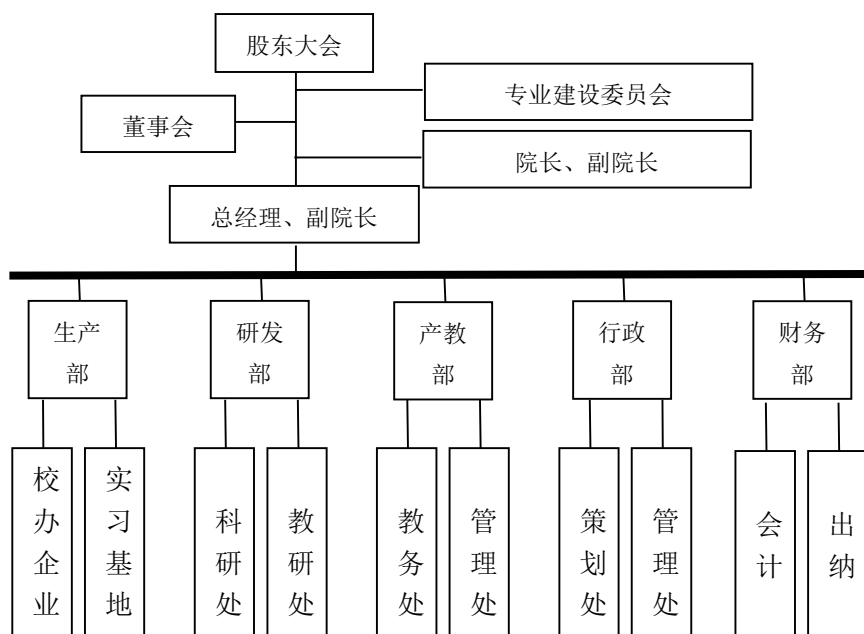 股东大会
专业建设委员会
董事会
院长、副院长
总经理、副院长
生产
部
研发
部
产教
部
行政
部
财务
部
校办企业
实习基地
科研处
教研处
教务处
管理处
策划处
管理处
会计
出纳